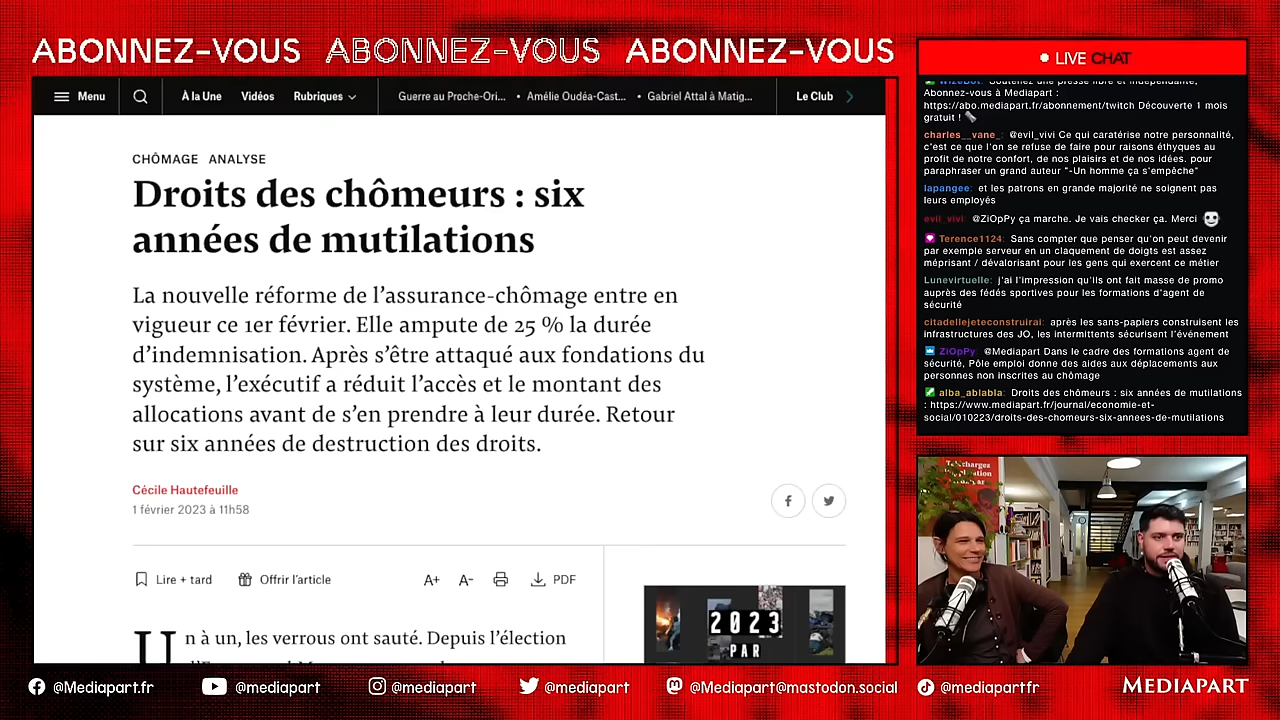 ABONNEZ-VOUS ABONNEZ-VOUS ABONNEZ-VOUS
Menu À la Une Vidéos Rubriques Guerre au Proche-Ori... • Amélie Oudéa-Cast... • Gabriel Attal à Matig... Le Club
CHÔMAGE ANALYSE
Droits des chômeurs : six
années de mutilations
La nouvelle réforme de l'assurance-chômage entre en
vigueur ce 1er février. Elle ampute de 25 % la durée
d'indemnisation. Après s'être attaqué aux fondations du
système, l'exécutif a réduit l'accès et le montant des
allocations avant de s'en prendre à leur durée. Retour
sur six années de destruction des droits.
Cécile Hautefeuille
1 février 2023 à 11h58
Lire + tard Offrir l'article A+ A- PDF
Un à un, les verrous ont sauté. Depuis l'élection
2023
PAR
LIVE CHAT
WizeBot: Soutenez une presse libre et indépendante,
Abonnez-vous à Mediapart :
https://abo.mediapart.fr/abonnement/twitch Découverte 1 mois
gratuit !
charles__vane_: @evil_vivi Ce qui caratérise notre personnalité,
c'est ce que l'on se refuse de faire pour raisons éthyques au
profit de notre confort, de nos plaisirs et de nos idées. pour
paraphraser un grand auteur "-Un homme ça s'empêche"
lapangee: et les patrons en grande majorité ne soignent pas
leurs employés
evil_vivi: @ZiOpPy ça marche. Je vais checker ça. Merci
Terence1124: Sans compter que penser qu'on peut devenir
par exemple serveur en un claquement de doigts est assez
méprisant / dévalorisant pour les gens qui exercent ce métier
Lunevirtuelle: j'ai l'impression qu'ils ont fait masse de promo
auprès des fédés sportives pour les formations d'agent de
sécurité
citadellejeteconstruirai: après les sans-papiers construisent les
infrastructures des JO, les intermittents sécurisent l'événement
ZiOpPy: @Mediapart Dans le cadre des formations agent de
sécurité, Pôle emploi donne des aides aux déplacements aux
personnes non inscrites au chômage
alba_ablabla: Droits des chômeurs : six années de mutilations
: https://www.mediapart.fr/journal/economie-et-
social/010223/droits-des-chomeurs-six-annees-de-mutilations
@Mediapart.fr @mediapart @mediapart @mediapart @Mediapart@mastodon.social @mediapartfr MEDIAPART